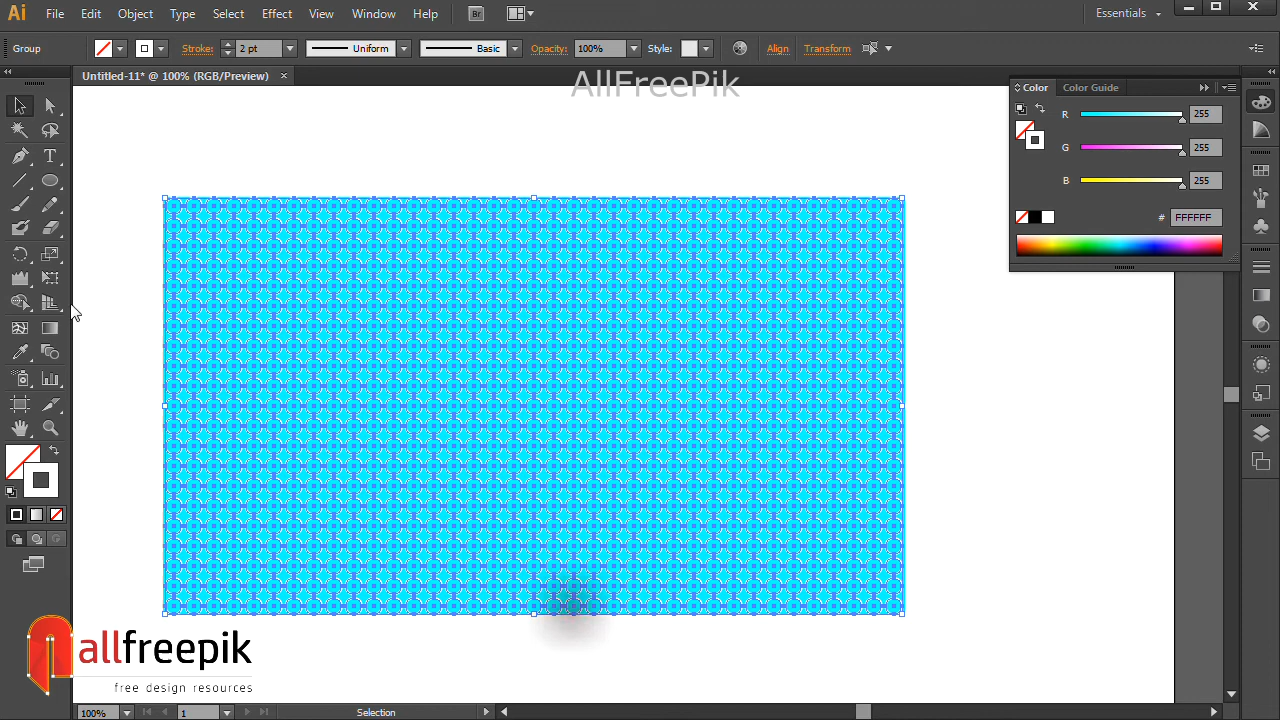 Ai File Edit Object Type Select Effect View Window Help Br Essentials
Group Stroke: 2 pt Uniform Basic Opacity: 100% Style: Align Transform
Untitled-11* @ 100% (RGB/Preview)
AllFreePik
Color Color Guide
R 255
G 255
B 255
# FFFFFF
T
allfreepik
free design resources
100% 1 Selection